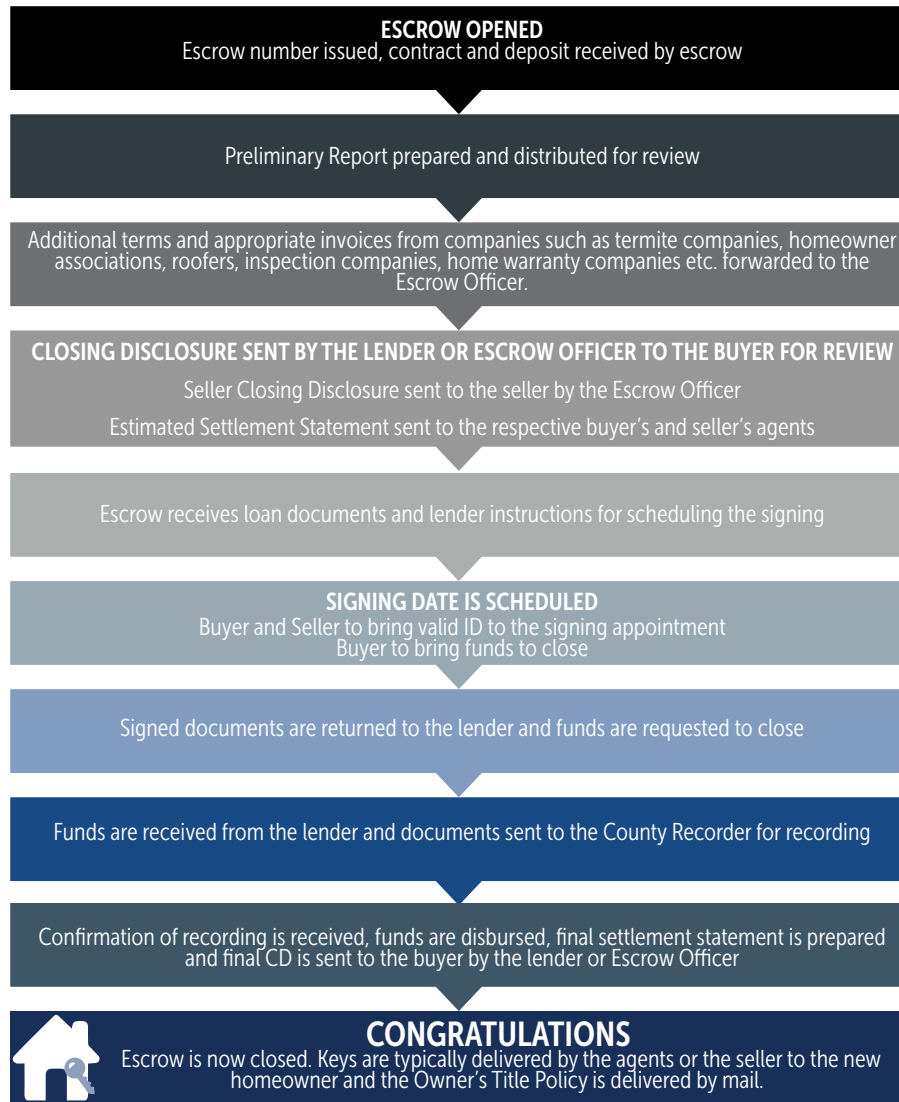 ESCROW OPENED
Escrow number issued, contract and deposit received by escrow
Preliminary Report prepared and distributed for review
Additional terms and appropriate invoices from companies such as termite companies, homeowner
associations, roofers, inspection companies, home warranty companies etc. forwarded to the
Escrow Officer.
CLOSING DISCLOSURE SENT BY THE LENDER OR ESCROW OFFICER TO THE BUYER FOR REVIEW
Seller Closing Disclosure sent to the seller by the Escrow Officer
Estimated Settlement Statement sent to the respective buyer's and seller's agents
Escrow receives loan documents and lender instructions for scheduling the signing
SIGNING DATE IS SCHEDULED
Buyer and Seller to bring valid ID to the signing appointment
Buyer to bring funds to close
Signed documents are returned to the lender and funds are requested to close
Funds are received from the lender and documents sent to the County Recorder for recording
Confirmation of recording is received, funds are disbursed, final settlement statement is prepared
and final CD is sent to the buyer by the lender or Escrow Officer
CONGRATULATIONS
Escrow is now closed. Keys are typically delivered by the agents or the seller to the new
homeowner and the Owner's Title Policy is delivered by mail.